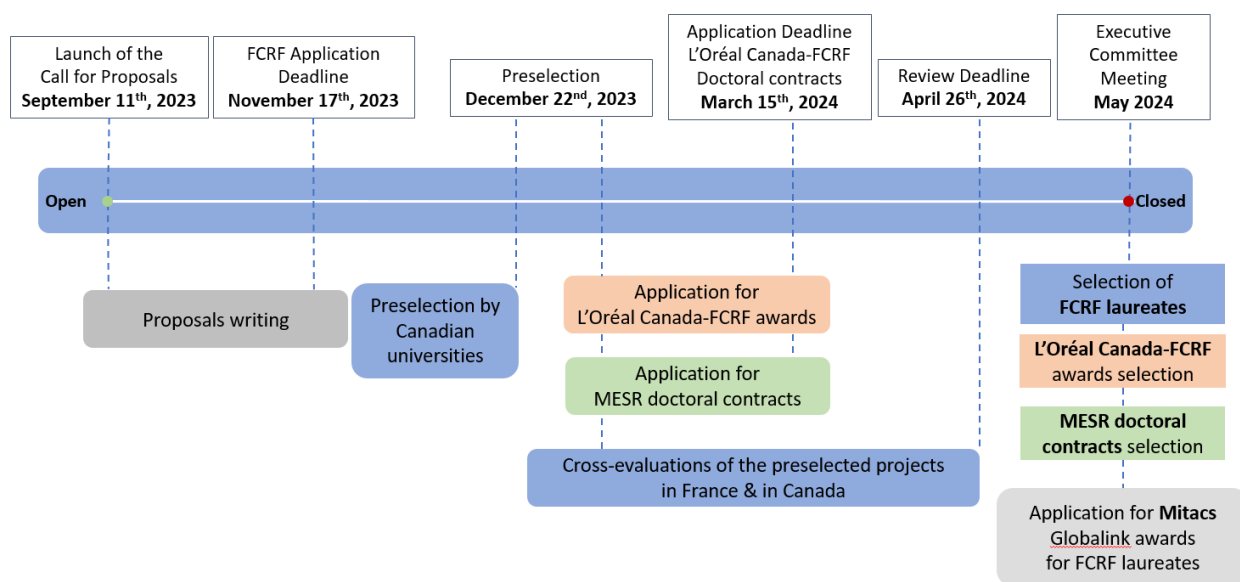 Launch of the
Call for Proposals
September 11th, 2023
FCRF Application
Deadline
November 17th, 2023
Preselection
December 22nd, 2023
Application Deadline
L’Oréal Canada-FCRF
Doctoral contracts
March 15th, 2024
Review Deadline
April 26th, 2024
Executive
Committee
Meeting
May 2024
Open
Closed
Proposals writing
Preselection by
Canadian
universities
Application for
L’Oréal Canada-FCRF awards
Application for
MESR doctoral contracts
Cross-evaluations of the preselected projects
in France & in Canada
Selection of
FCRF laureates
L’Oréal Canada-FCRF
awards selection
MESR doctoral
contracts selection
Application for Mitacs
Globalink awards
for FCRF laureates